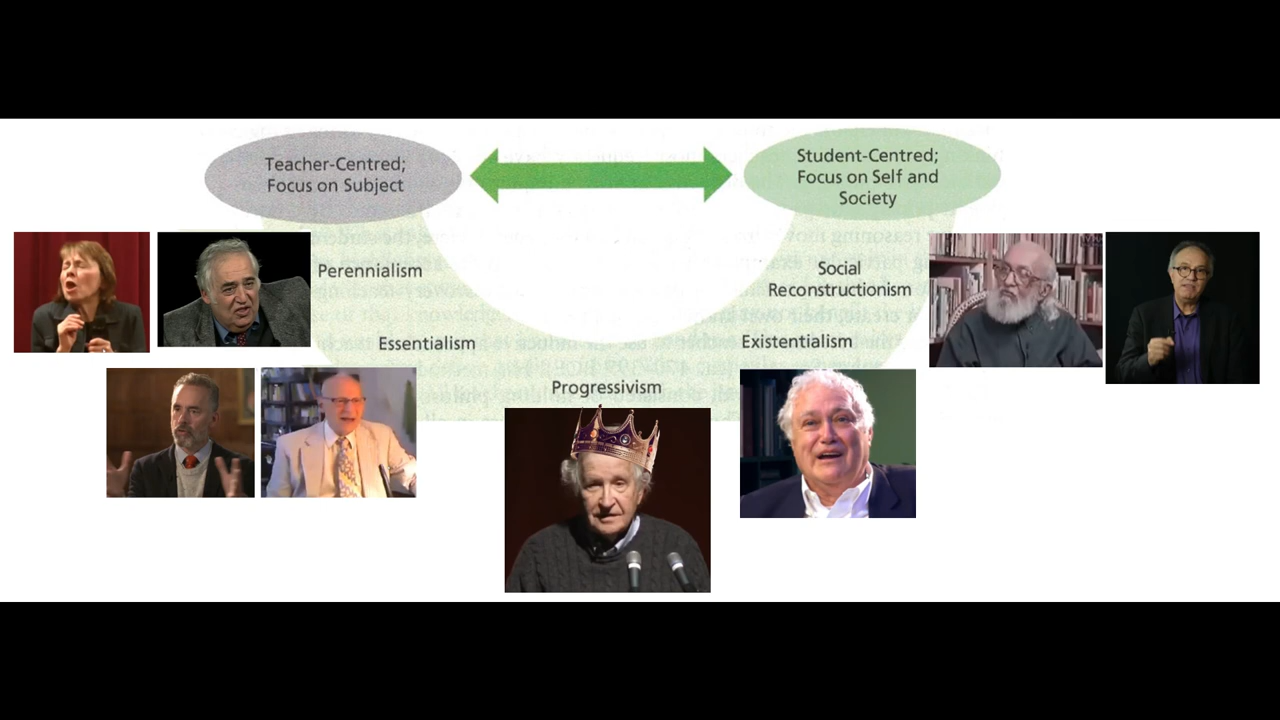 Teacher-Centred;
Focus on Subject
Student-Centred;
Focus on Self and
Society
Perennialism
Social
Reconstructionism
Essentialism
Existentialism
Progressivism